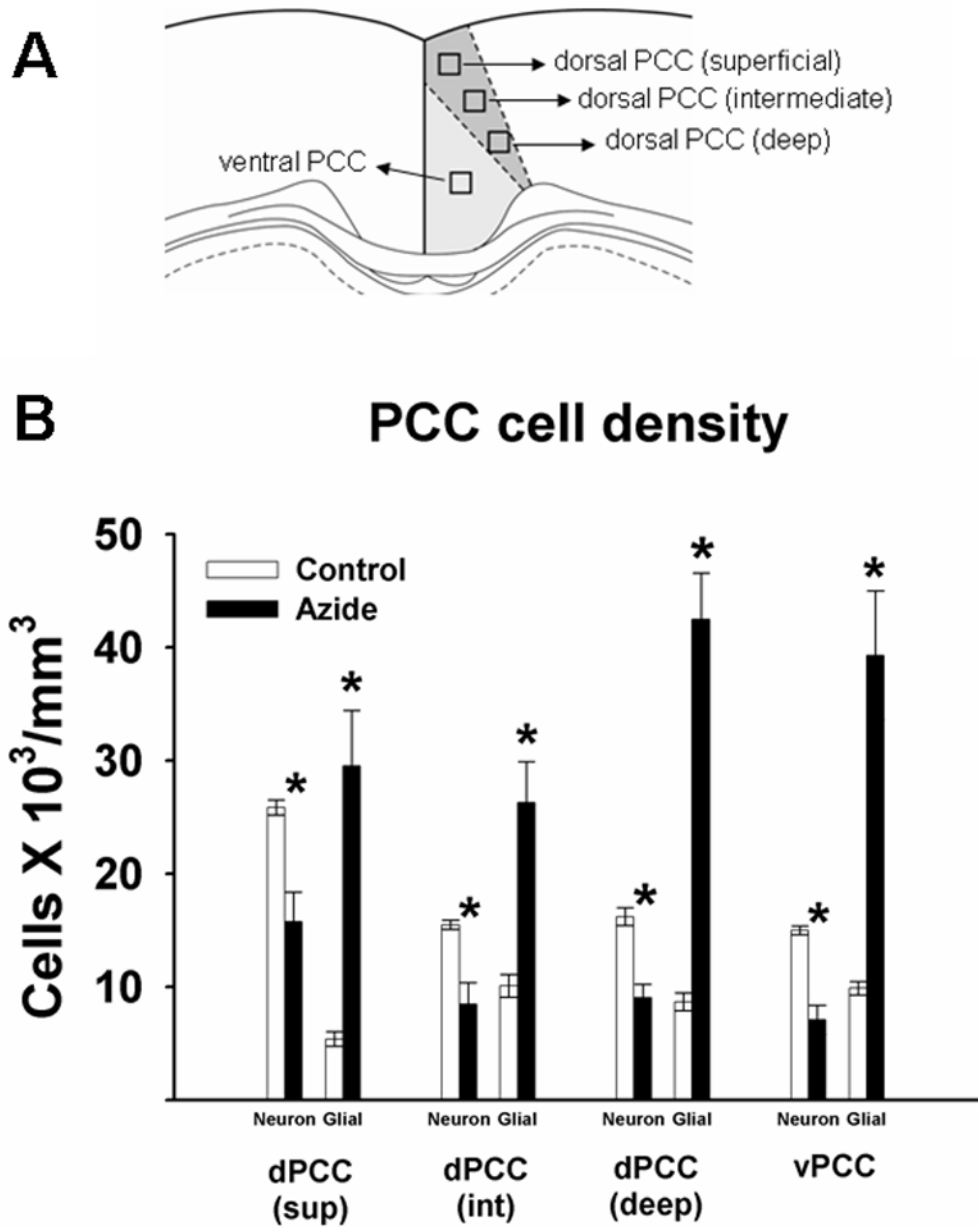 A
dorsal PCC (superficial)
dorsal PCC (intermediate)
dorsal PCC (deep)
ventral PCC
B
PCC cell density
Cells X 10³/mm³
50
40
30
20
10
Control
Azide
* * * * * * * *
Neuron Glial Neuron Glial Neuron Glial Neuron Glial
dPCC dPCC dPCC vPCC
(sup) (int) (deep)